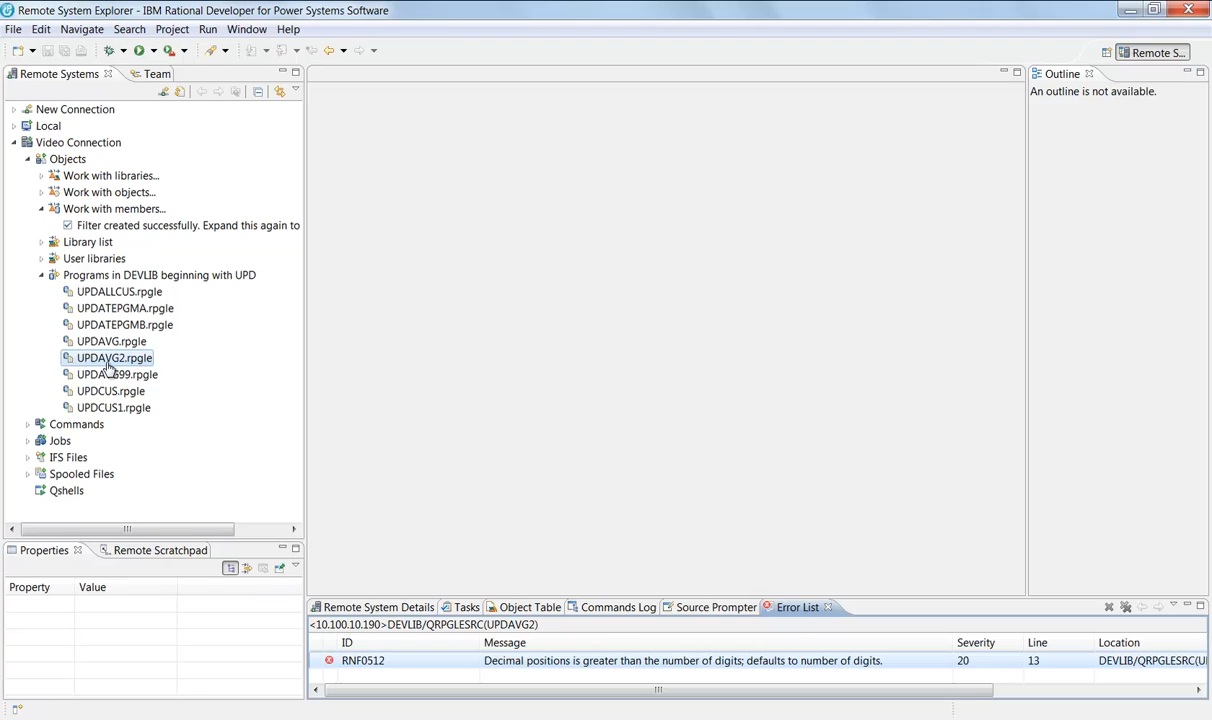 Remote System Explorer - IBM Rational Developer for Power Systems Software
File Edit Navigate Search Project Run Window Help
Remote S...
Remote Systems Team
New Connection
Local
Video Connection
Objects
Work with libraries...
Work with objects...
Work with members...
Filter created successfully. Expand this again to
Library list
User libraries
Programs in DEVLIB beginning with UPD
UPDALLCUS.rpgle
UPDATEPGMA.rpgle
UPDATEPGMB.rpgle
UPDAVG.rpgle
UPDAVG2.rpgle
UPDAVG99.rpgle
UPDCUS.rpgle
UPDCUS1.rpgle
Commands
Jobs
IFS Files
Spooled Files
Qshells
Outline
An outline is not available.
Properties Remote Scratchpad
Property Value
Remote System Details Tasks Object Table Commands Log Source Prompter Error List
<10.100.10.190>DEVLIB/QRPGLESRC(UPDAVG2)
ID Message Severity Line Location
RNF0512 Decimal positions is greater than the number of digits; defaults to number of digits. 20 13 DEVLIB/QRPGLESRC(U